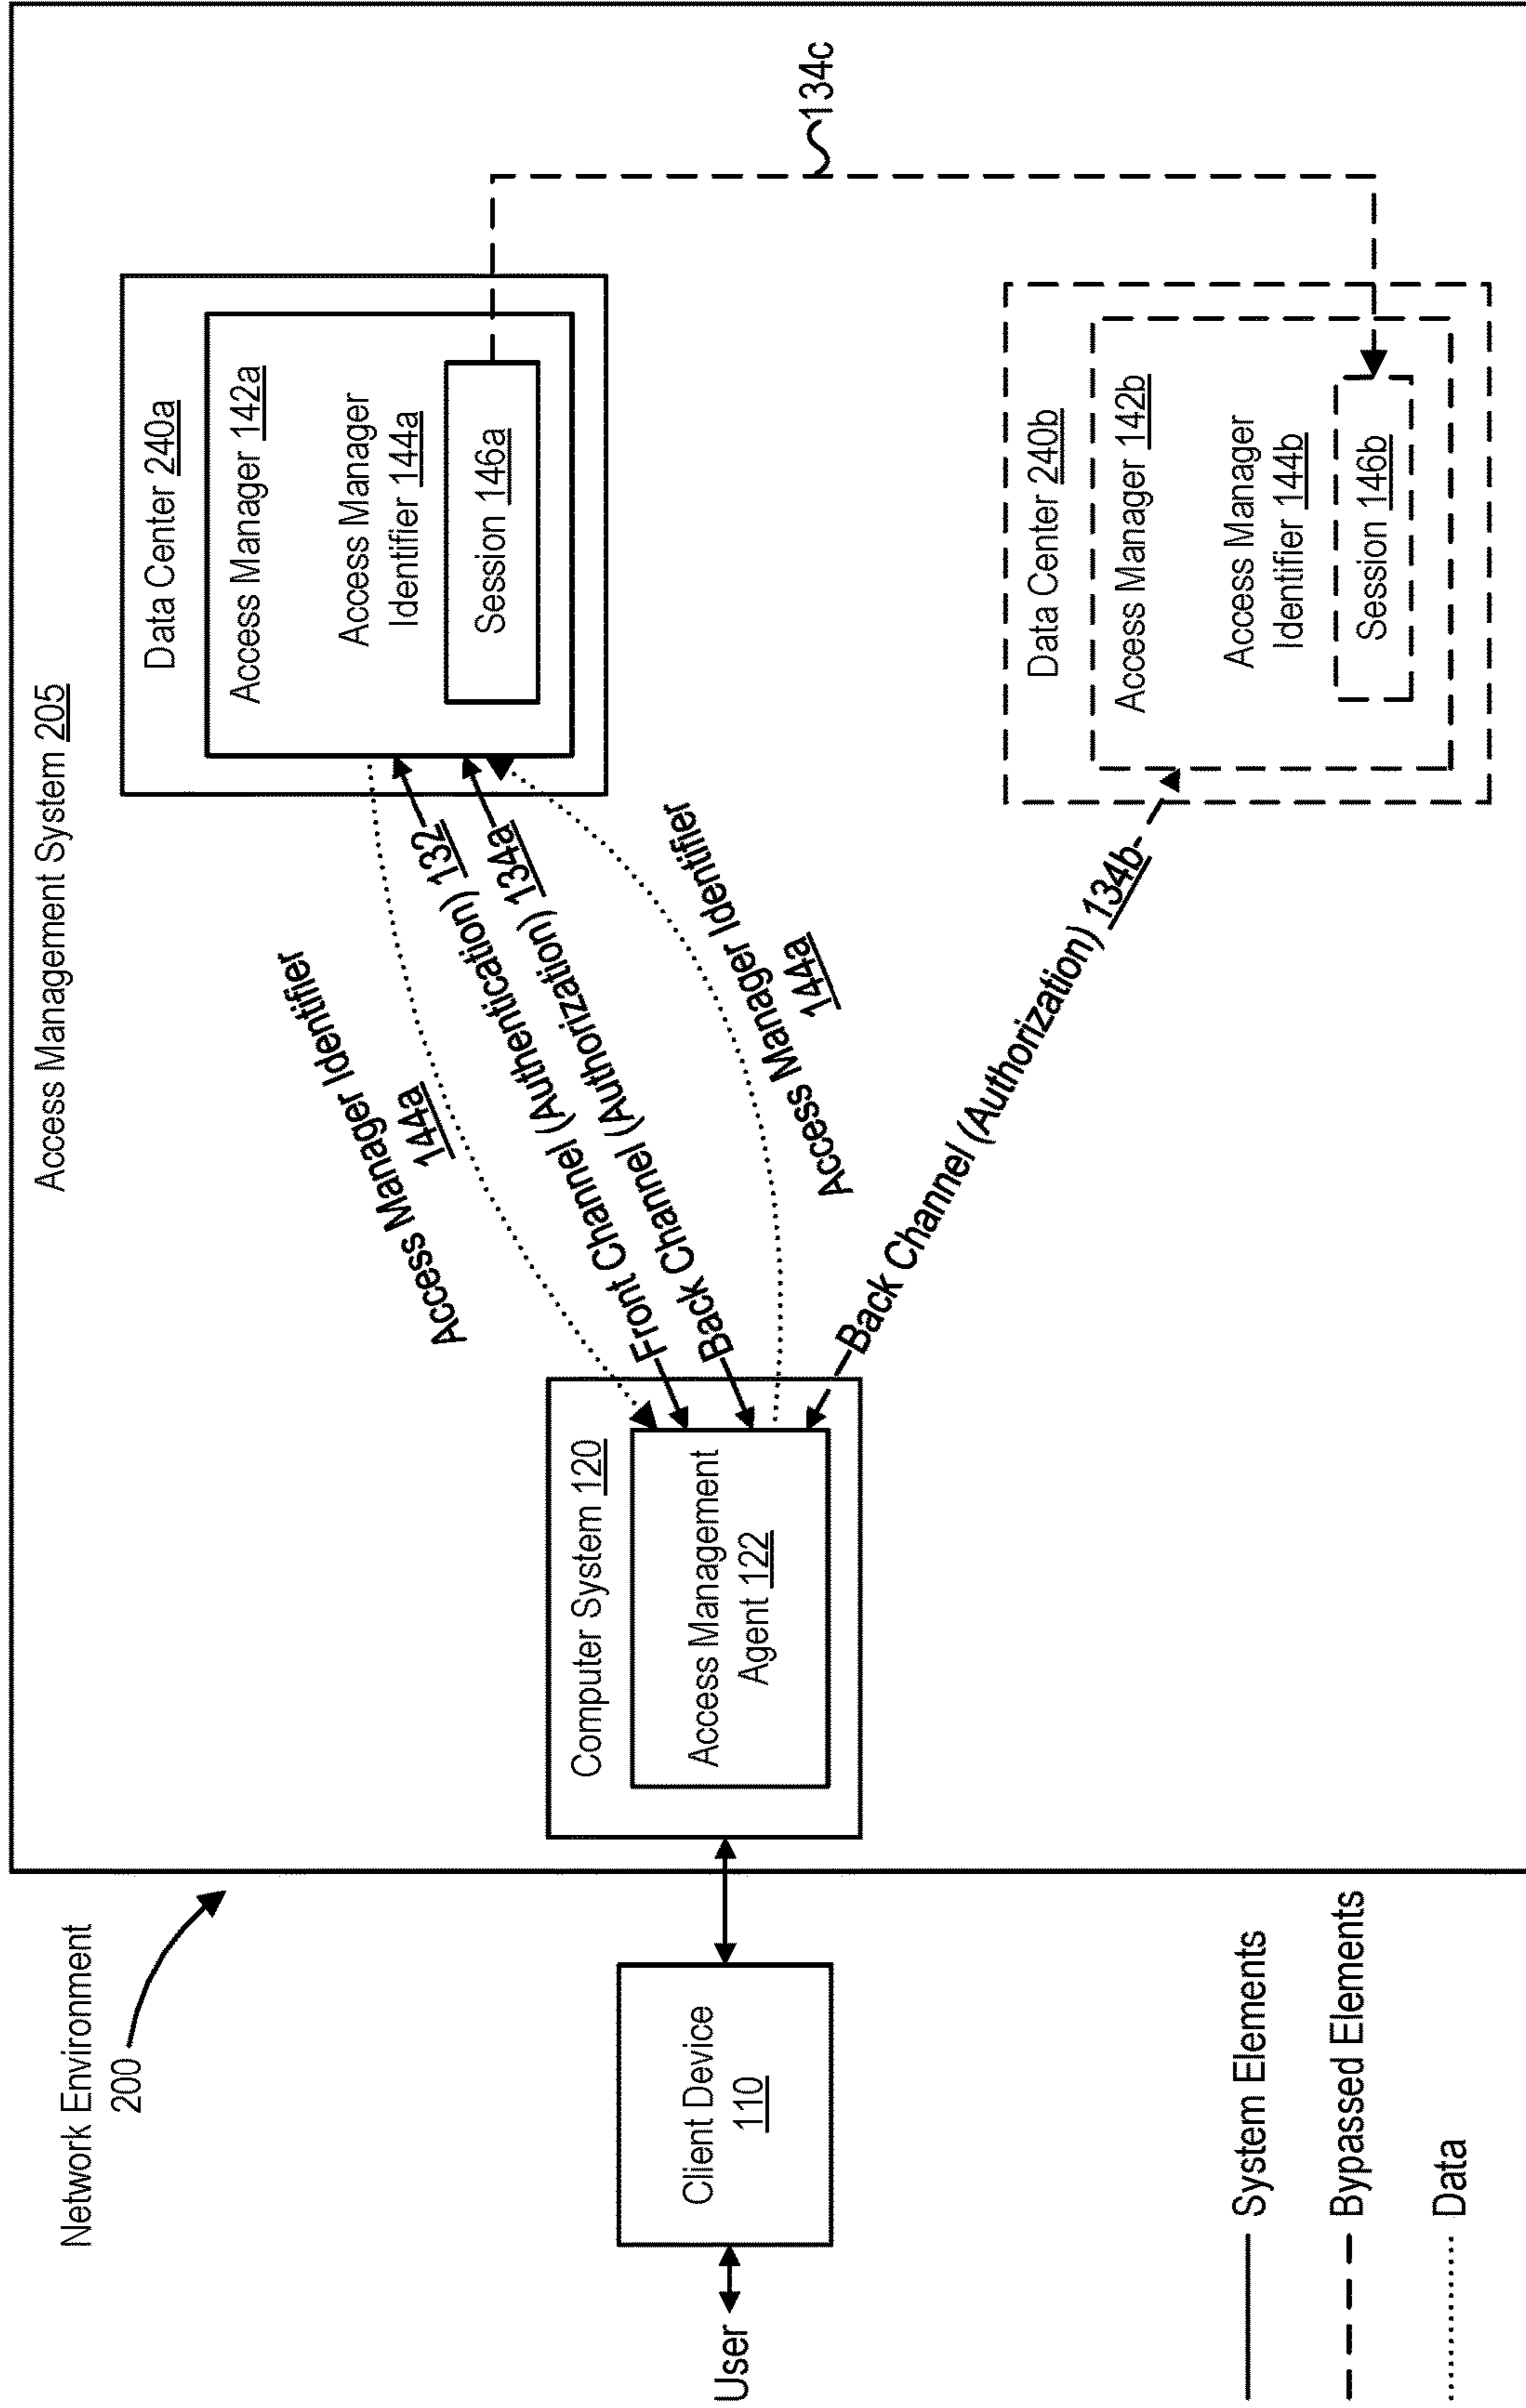 Network Environment
200
Access Management System 205
User
Client Device
110
Computer System 120
Access Management
Agent 122
Access Manager Identifier
144a
Front Channel (Authentication) 132
Back Channel (Authorization) 134a
Access Manager Identifier
144a
Back Channel (Authorization) 134b
Data Center 240a
Access Manager 142a
Access Manager
Identifier 144a
Session 146a
134c
Data Center 240b
Access Manager 142b
Access Manager
Identifier 144b
Session 146b
System Elements
Bypassed Elements
Data